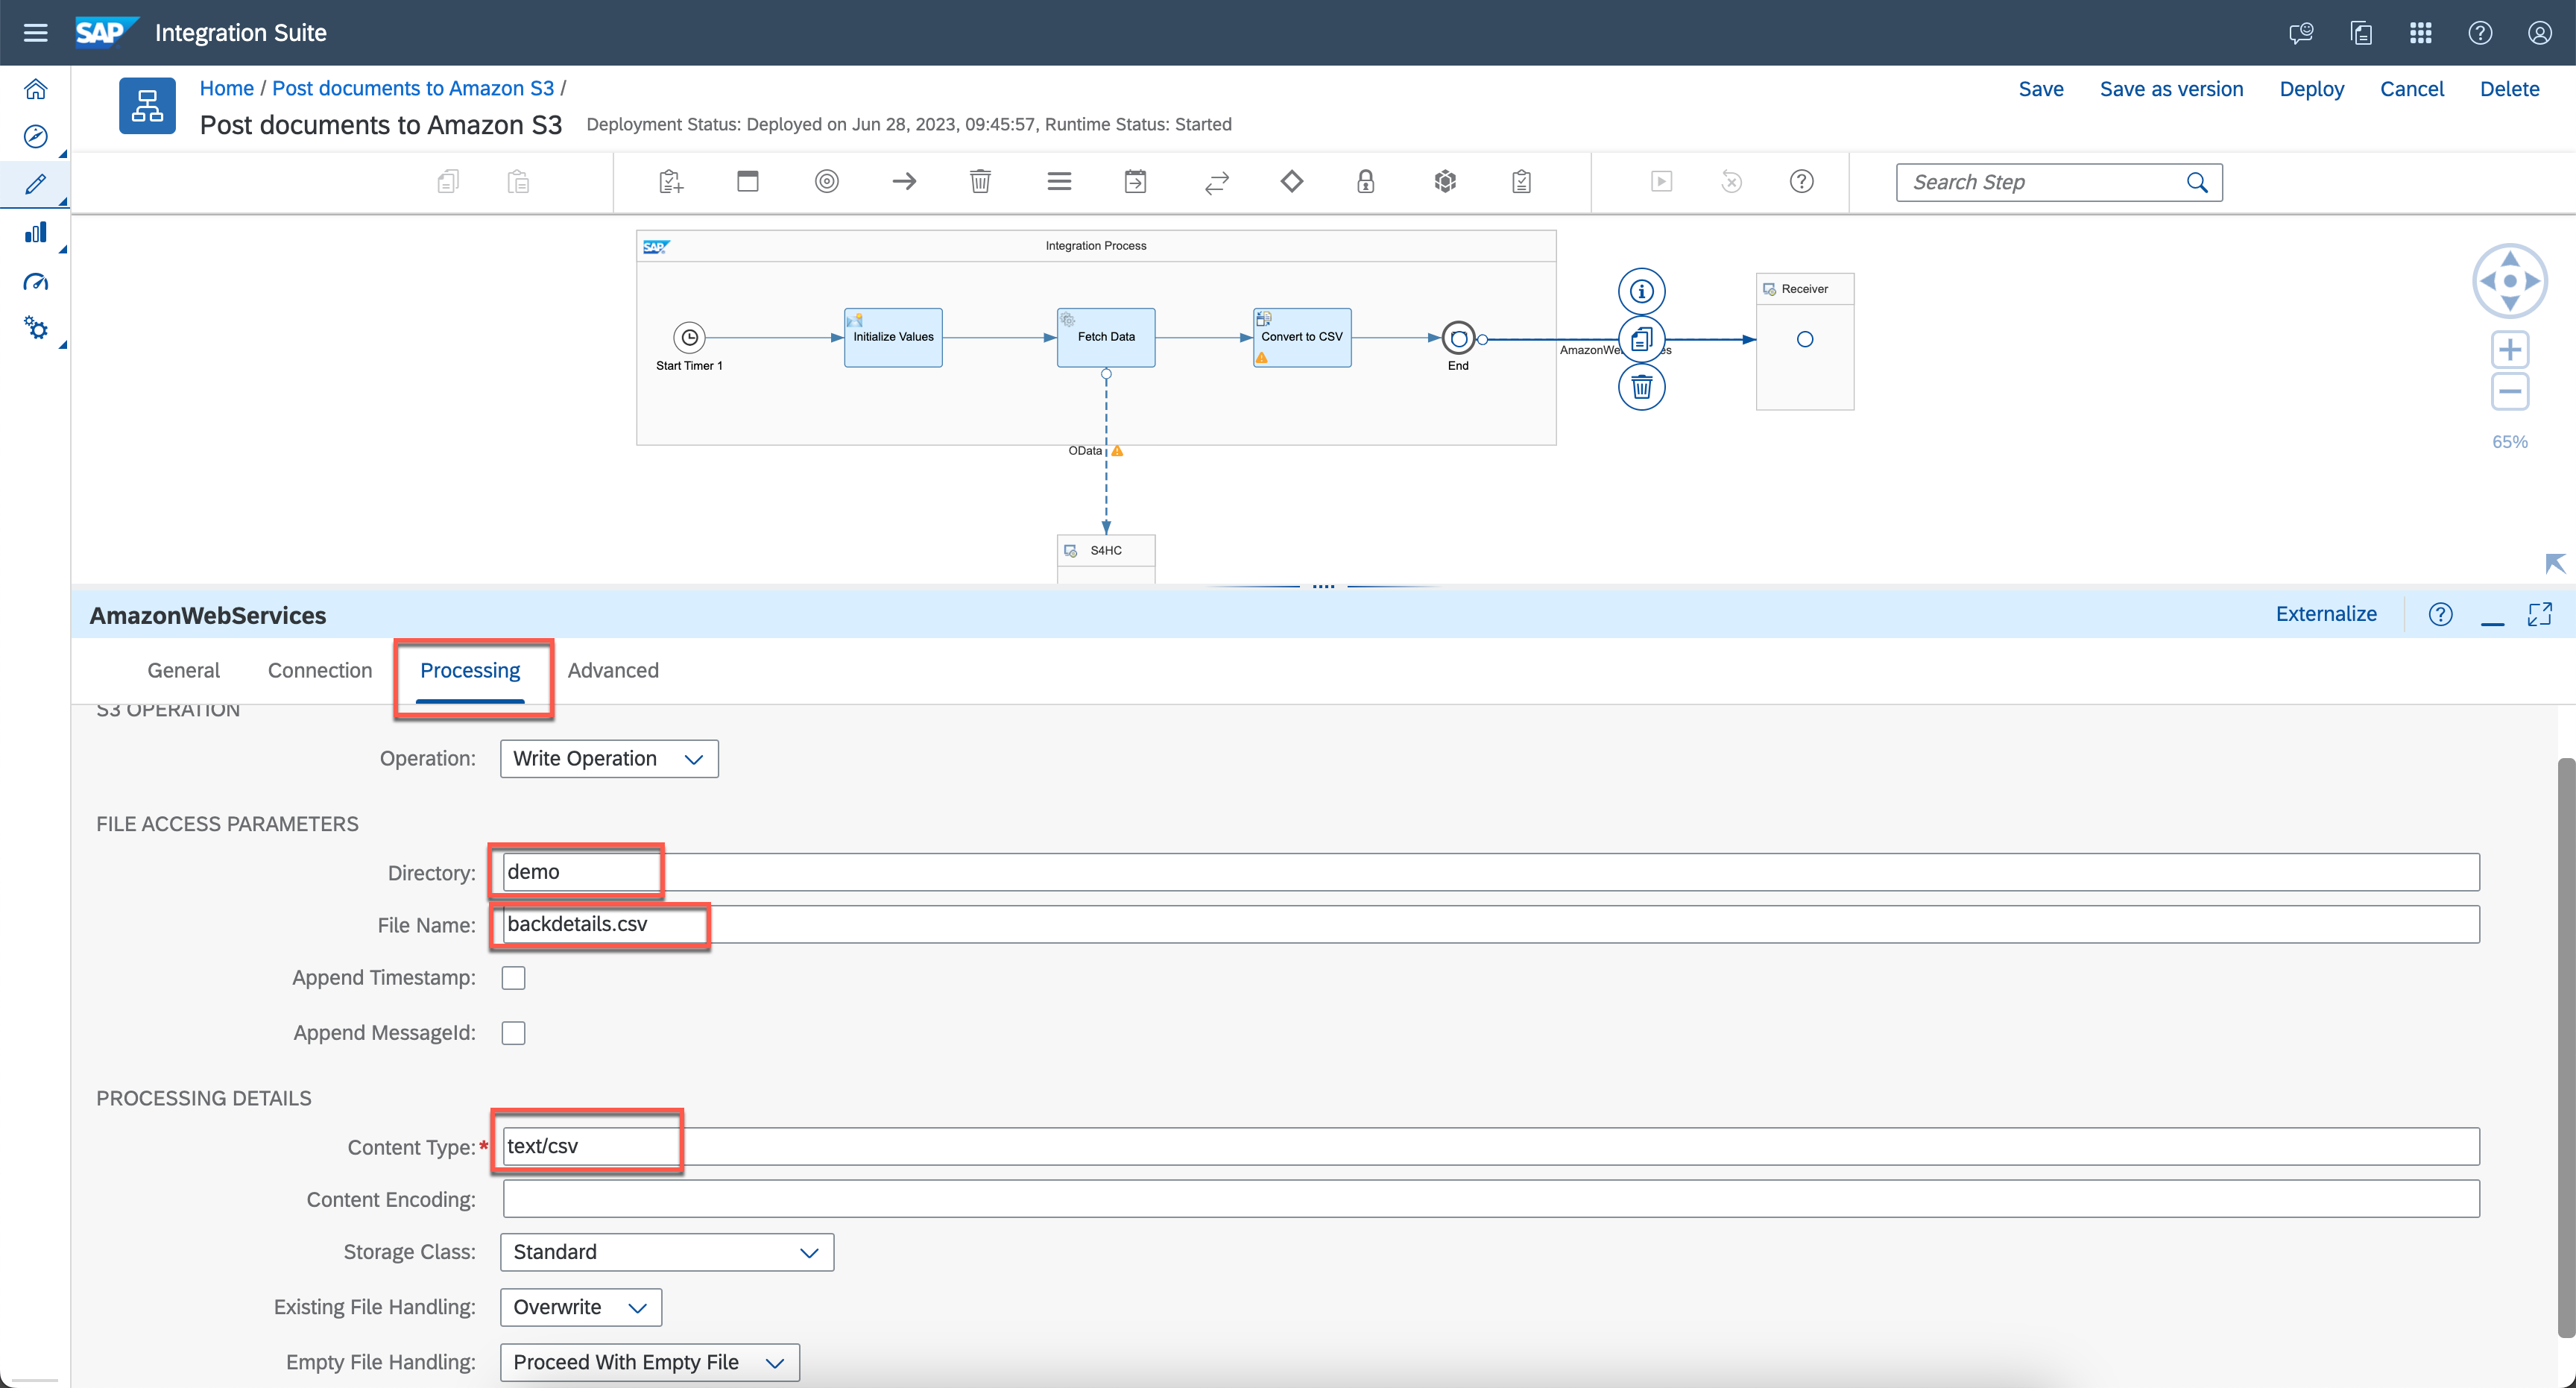 SAP Integration Suite
Home / Post documents to Amazon S3 /
Save Save as version Deploy Cancel Delete
Post documents to Amazon S3 Deployment Status: Deployed on Jun 28, 2023, 09:45:57, Runtime Status: Started
Search Step
SAP Integration Process
Receiver
Initialize Values
Fetch Data
Convert to CSV
Start Timer 1
End
OData
65%
S4HC
AmazonWebServices
Externalize
General Connection Processing Advanced
S3 OPERATION
Operation: Write Operation
FILE ACCESS PARAMETERS
Directory: demo
File Name: backdetails.csv
Append Timestamp:
Append MessageId:
PROCESSING DETAILS
Content Type:* text/csv
Content Encoding:
Storage Class: Standard
Existing File Handling: Overwrite
Empty File Handling: Proceed With Empty File